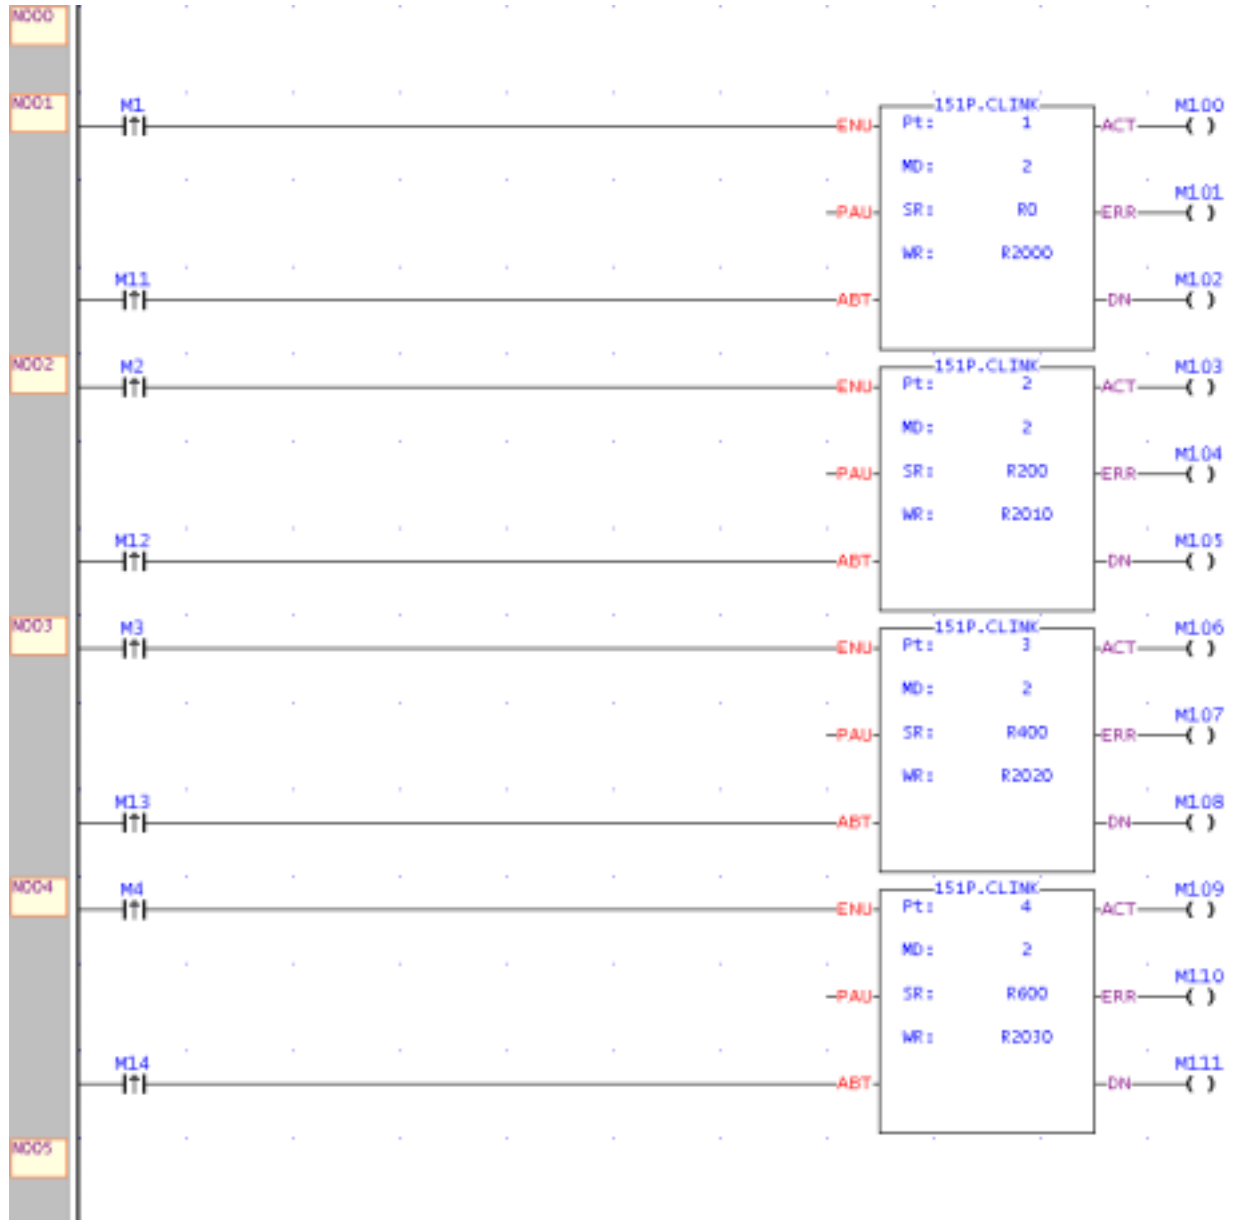 N000
N001 M1 151P.CLINK M100
ENU Pt: 1 ACT
MD: 2 M101
PAU SR: R0 ERR
M11 WR: R2000 M102
ABT DN
N002 M2 151P.CLINK M103
ENU Pt: 2 ACT
MD: 2 M104
PAU SR: R200 ERR
M12 WR: R2010 M105
ABT DN
N003 M3 151P.CLINK M106
ENU Pt: 3 ACT
MD: 2 M107
PAU SR: R400 ERR
M13 WR: R2020 M108
ABT DN
N004 M4 151P.CLINK M109
ENU Pt: 4 ACT
MD: 2 M110
PAU SR: R600 ERR
M14 WR: R2030 M111
ABT DN
N005